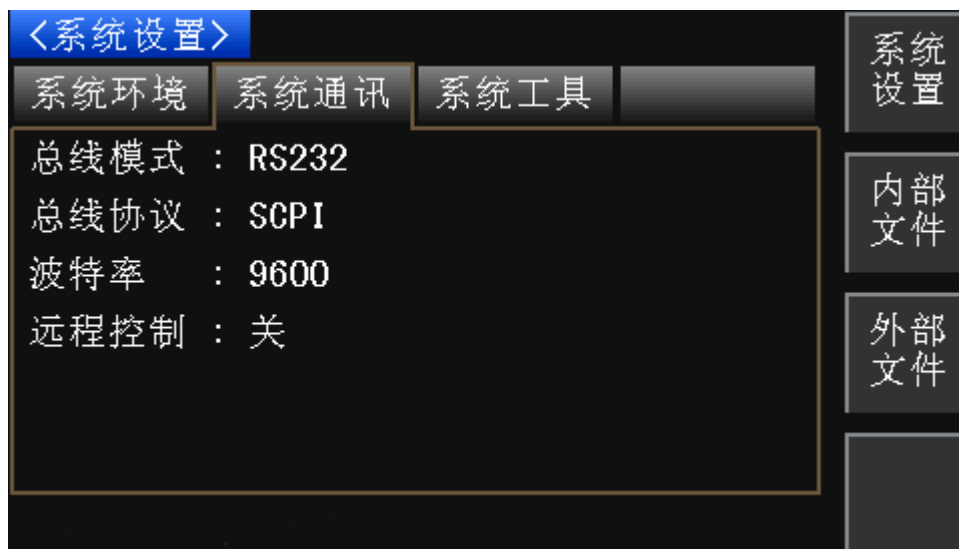 <系统设置>
系统环境 系统通讯 系统工具
总线模式 : RS232
总线协议 : SCPI
波特率 : 9600
远程控制 : 关
系统
设置
内部
文件
外部
文件